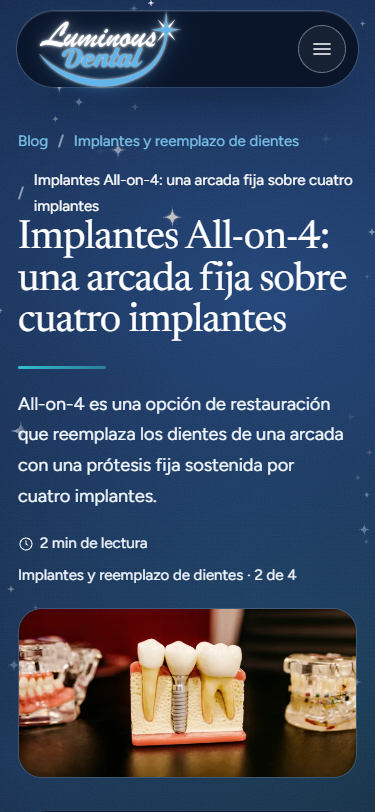 Luminous
Dental
Blog / Implantes y reemplazo de dientes
/ Implantes All-on-4: una arcada fija sobre cuatro
implantes
Implantes All-on-4:
una arcada fija sobre
cuatro implantes
All-on-4 es una opción de restauración
que reemplaza los dientes de una arcada
con una prótesis fija sostenida por
cuatro implantes.
2 min de lectura
Implantes y reemplazo de dientes · 2 de 4